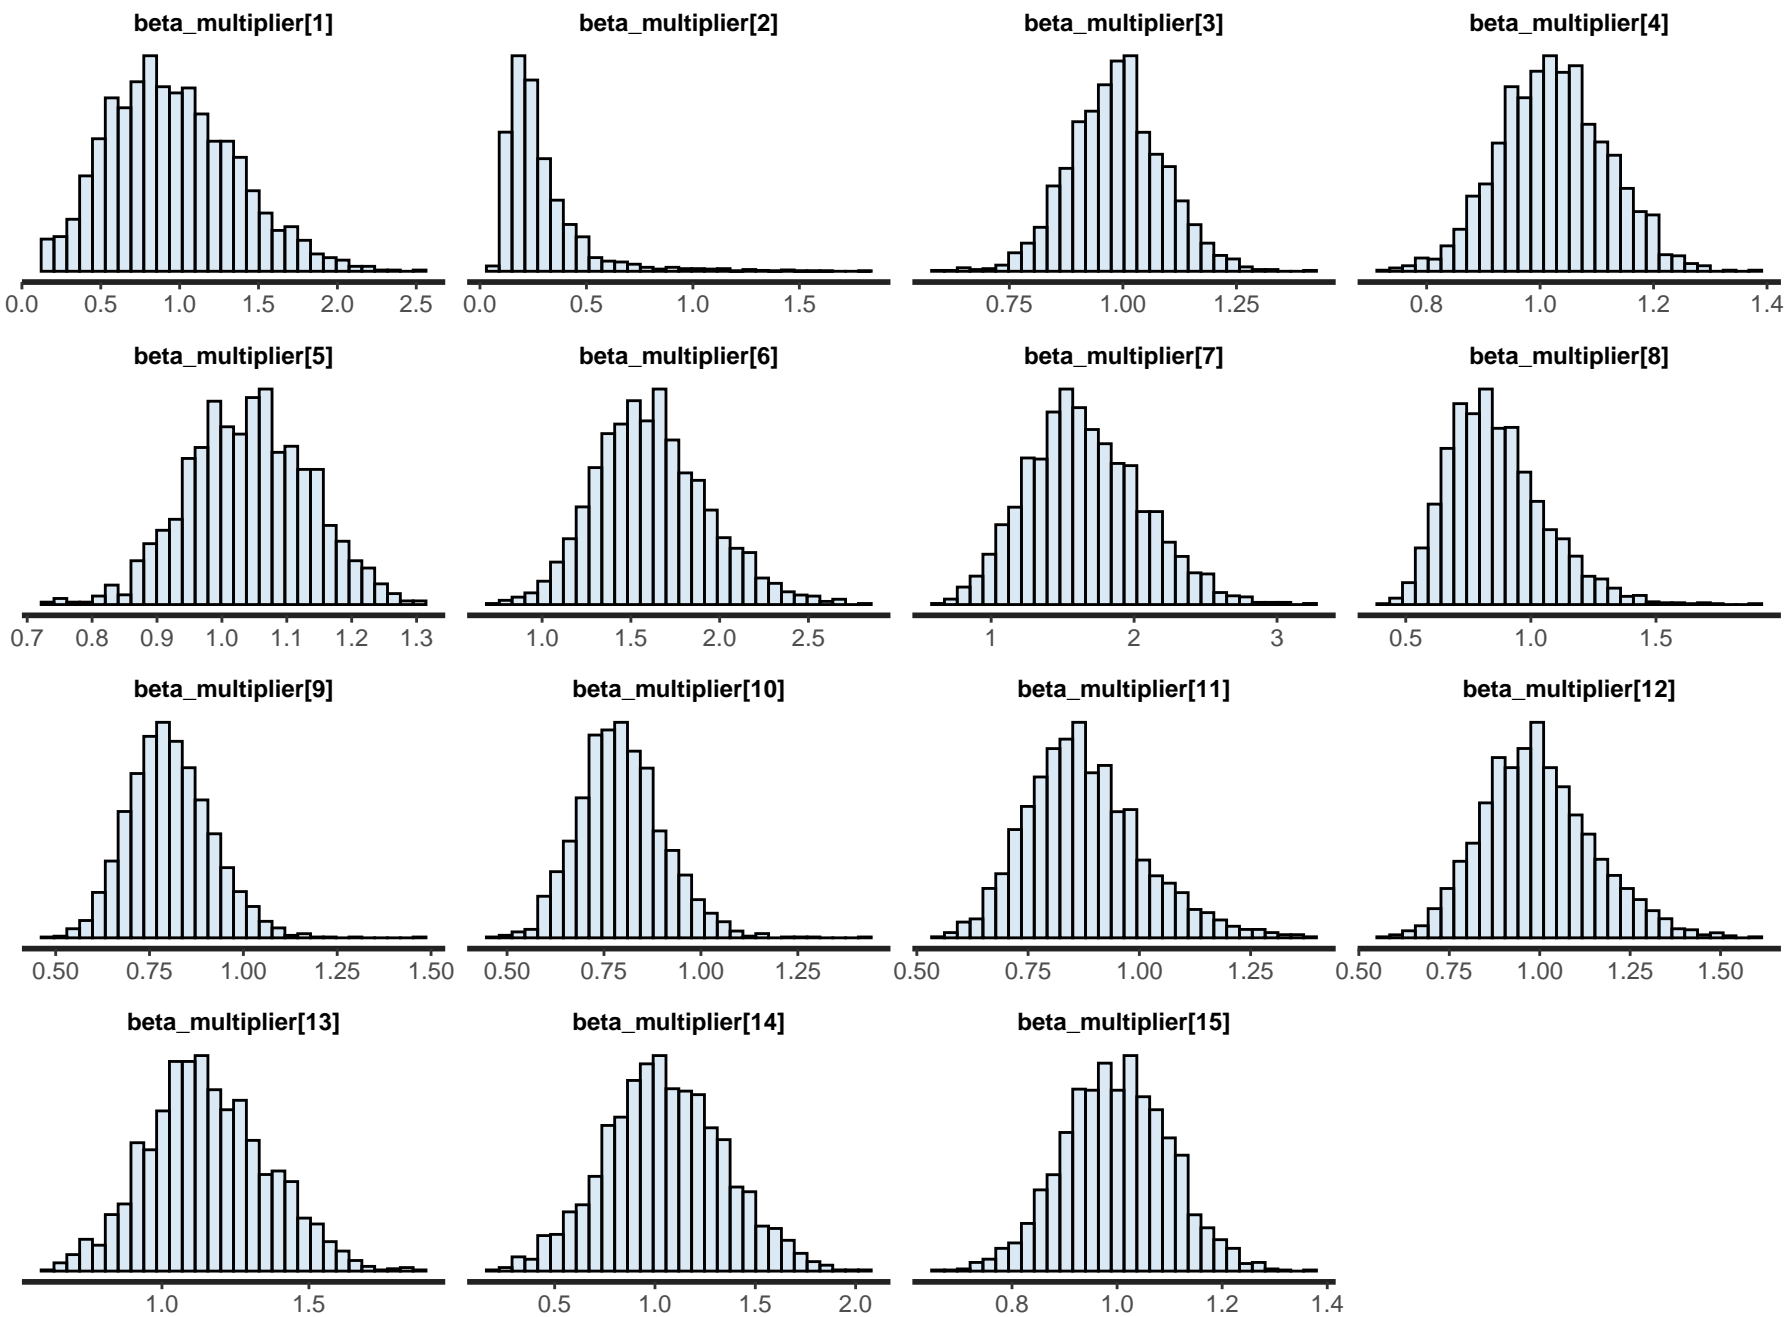 beta_multiplier[1] beta_multiplier[2] beta_multiplier[3] beta_multiplier[4]
0.0 0.5 1.0 1.5 2.0 2.5 0.0 0.5 1.0 1.5 0.75 1.00 1.25 0.8 1.0 1.2 1.4
beta_multiplier[5] beta_multiplier[6] beta_multiplier[7] beta_multiplier[8]
0.7 0.8 0.9 1.0 1.1 1.2 1.3 1.0 1.5 2.0 2.5 1 2 3 0.5 1.0 1.5
beta_multiplier[9] beta_multiplier[10] beta_multiplier[11] beta_multiplier[12]
0.50 0.75 1.00 1.25 1.50 0.50 0.75 1.00 1.25 0.50 0.75 1.00 1.25 0.50 0.75 1.00 1.25 1.50
beta_multiplier[13] beta_multiplier[14] beta_multiplier[15]
1.0 1.5 0.5 1.0 1.5 2.0 0.8 1.0 1.2 1.4